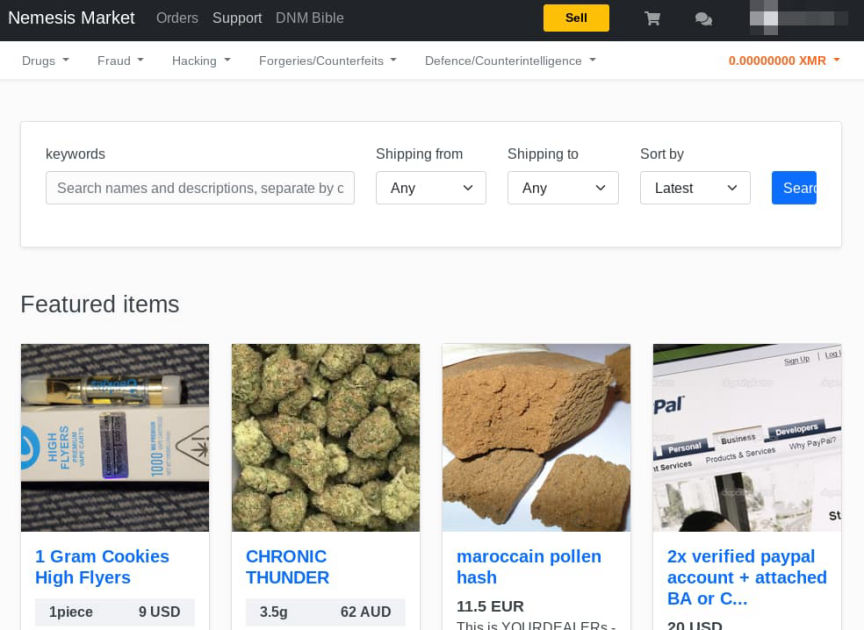 Nemesis Market Orders Support DNM Bible Sell
Drugs Fraud Hacking Forgeries/Counterfeits Defence/Counterintelligence 0.00000000 XMR
keywords Shipping from Shipping to Sort by
Search names and descriptions, separate by c Any Any Latest Searc
Featured items
HIGH
FLYERS
PREMIUM
VAPE CARTS
1000
Sign Up | Log
Pal
Personal Business Developers
nt Services Products & Services Why PayPal?
St
1 Gram Cookies
High Flyers
1piece 9 USD
CHRONIC
THUNDER
3.5g 62 AUD
maroccain pollen
hash
11.5 EUR
This is YOURDEALERs -
2x verified paypal
account + attached
BA or C...
20 USD